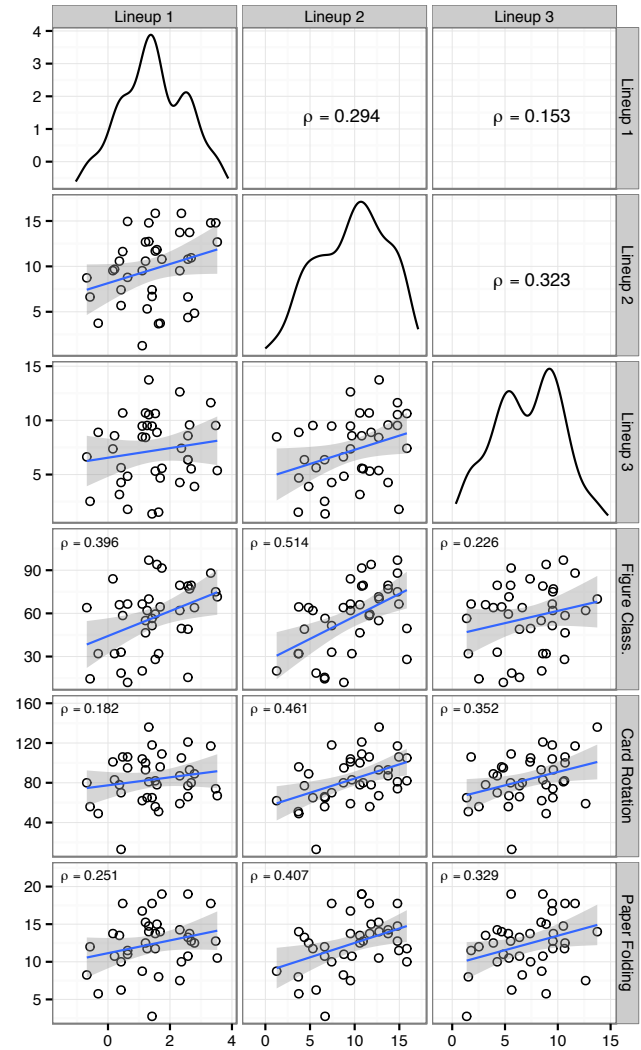 Lineup 1 Lineup 2 Lineup 3
4
3
2
1
0
ρ = 0.294 ρ = 0.153
Lineup 1
15
10
5
ρ = 0.323
Lineup 2
15
10
5
Lineup 3
ρ = 0.396 ρ = 0.514 ρ = 0.226
90
60
30
Figure Class.
ρ = 0.182 ρ = 0.461 ρ = 0.352
160
120
80
40
Card Rotation
ρ = 0.251 ρ = 0.407 ρ = 0.329
20
15
10
5
Paper Folding
0 2 4 0 5 10 15 0 5 10 15